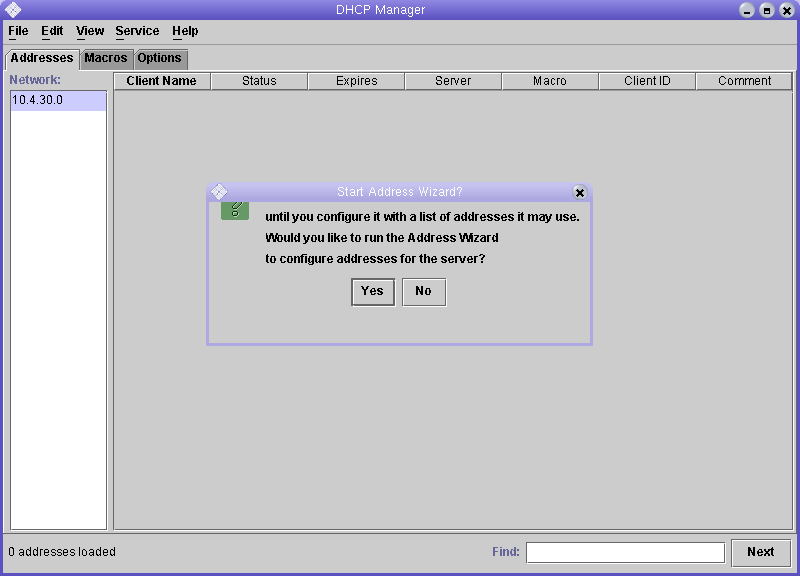 DHCP Manager
File Edit View Service Help
Addresses Macros Options
Network:
10.4.30.0
Client Name Status Expires Server Macro Client ID Comment
Start Address Wizard?
until you configure it with a list of addresses it may use.
Would you like to run the Address Wizard
to configure addresses for the server?
Yes No
0 addresses loaded
Find:
Next